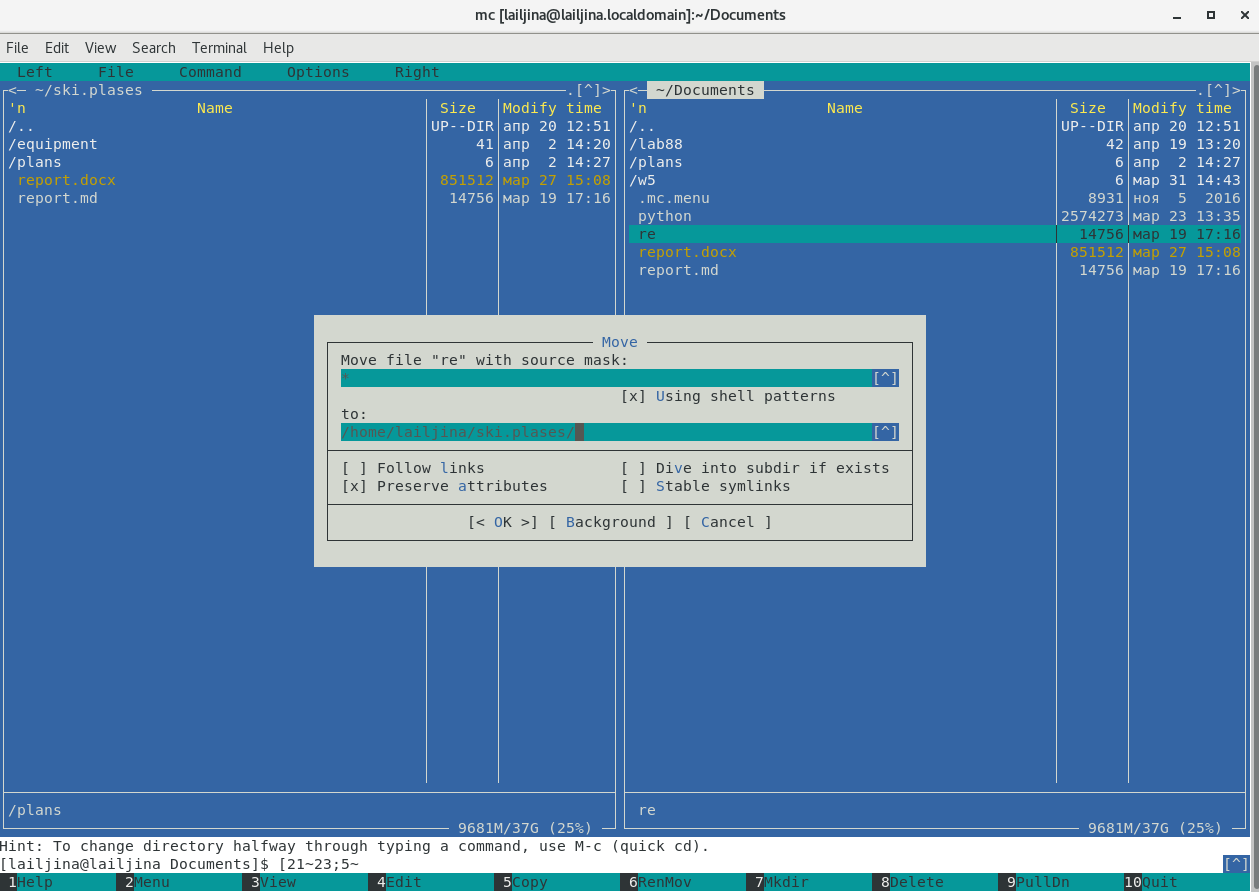 mc [lailjina@lailjina.localdomain]:~/Documents
File Edit View Search Terminal Help
Left File Command Options Right
<─ ~/ski.plases ─.[^]> <─ ~/Documents ─.[^]>
'n Name Size Modify time 'n Name Size Modify time
/.. UP--DIR апр 20 12:51 /.. UP--DIR апр 20 12:51
/equipment 41 апр 2 14:20 /lab88 42 апр 19 13:20
/plans 6 апр 2 14:27 /plans 6 апр 2 14:27
report.docx 851512 мар 27 15:08 /w5 6 мар 31 14:43
report.md 14756 мар 19 17:16 .mc.menu 8931 ноя 5 2016
python 2574273 мар 23 13:35
re 14756 мар 19 17:16
report.docx 851512 мар 27 15:08
report.md 14756 мар 19 17:16
Move
Move file "re" with source mask:
* [^]
[x] Using shell patterns
to:
/home/lailjina/ski.plases/ [^]
[ ] Follow links [ ] Dive into subdir if exists
[x] Preserve attributes [ ] Stable symlinks
[< OK >] [ Background ] [ Cancel ]
/plans re
9681M/37G (25%) 9681M/37G (25%)
Hint: To change directory halfway through typing a command, use M-c (quick cd).
[lailjina@lailjina Documents]$ [21~23;5~ [^]
1Help 2Menu 3View 4Edit 5Copy 6RenMov 7Mkdir 8Delete 9PullDn 10Quit